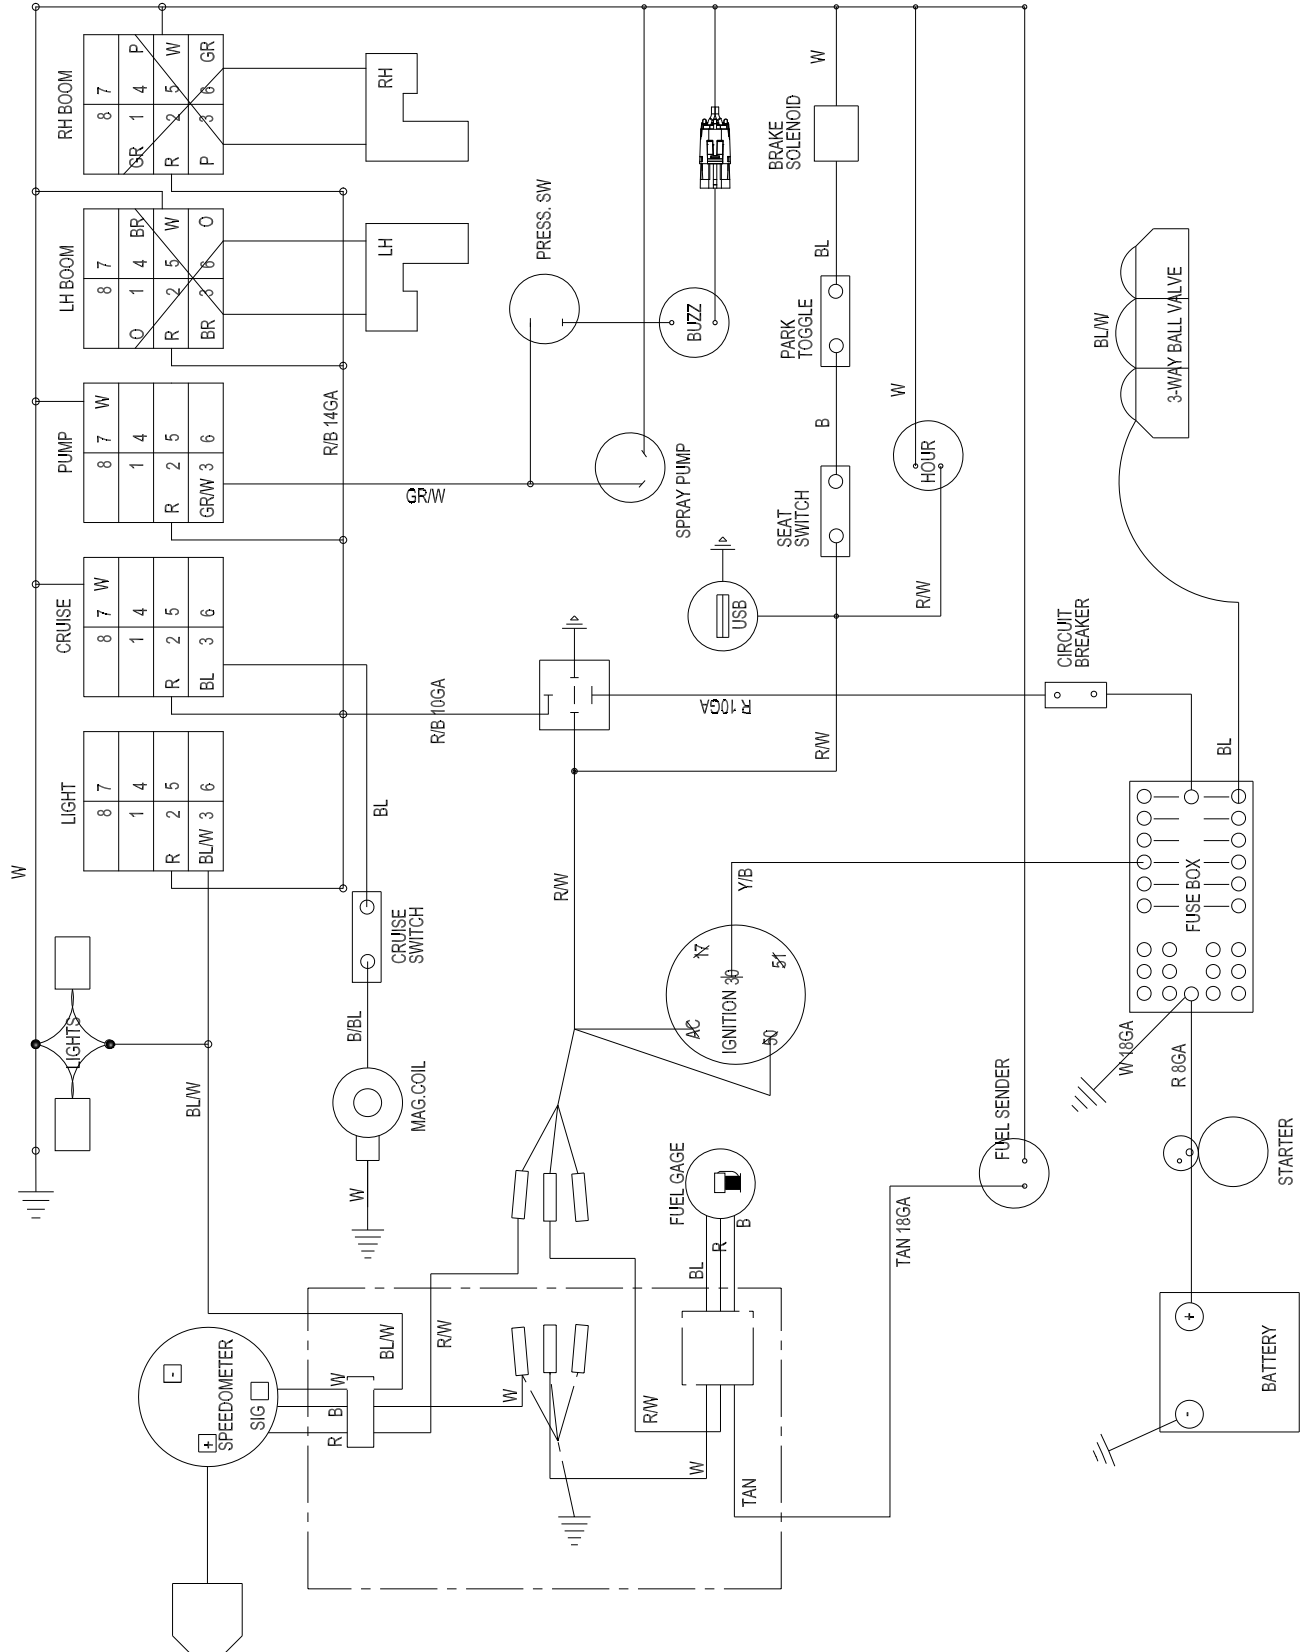 RH BOOM
8 7
GR 1 4 P
R 2 5 W
P 3 6 GR
RH
LH BOOM
8 7
O 1 4 BR
R 2 5 W
BR 3 6 O
LH
PUMP
8 7 W
1 4
R 2 5
GR/W 3 6
CRUISE
8 7 W
1 4
R 2 5
BL 3 6
LIGHT
8 7
1 4
R 2 5
BL/W 3 6
W
LIGHTS
BL/W
R/B 14GA
GR/W
R/B 10GA
BL
CRUISE
SWITCH
B/BL
MAG.COIL
W
PRESS. SW
BUZZ
SPRAY PUMP
W
BRAKE
SOLENOID
BL
PARK
TOGGLE
B
SEAT
SWITCH
W
HOUR
R/W
USB
R 10GA
R/W
R/W
Y/B
IGNITION 30
AC
17
51
50
BL/W
3-WAY BALL VALVE
CIRCUIT
BREAKER
BL
FUSE BOX
W 18GA
R 8GA
STARTER
BATTERY
+
-
FUEL SENDER
TAN 18GA
FUEL GAGE
BL
R
B
R/W
W
TAN
W
R/W
BL/W
W
B
R
SPEEDOMETER
SIG
+
-